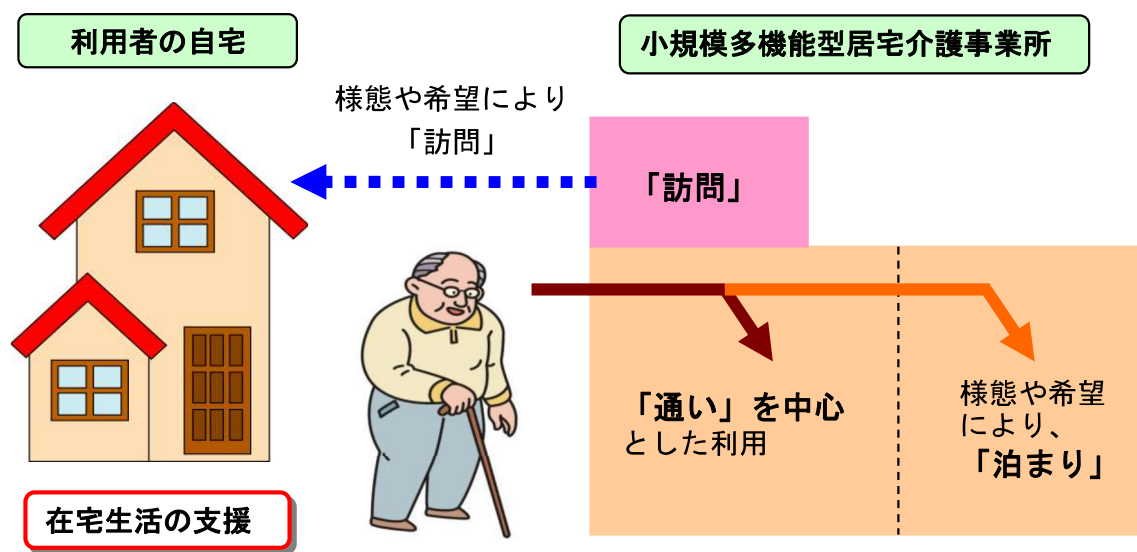 利用者の自宅
小規模多機能型居宅介護事業所
様態や希望により
「訪問」
「訪問」
「通い」を中心
とした利用
様態や希望
により、
「泊まり」
在宅生活の支援